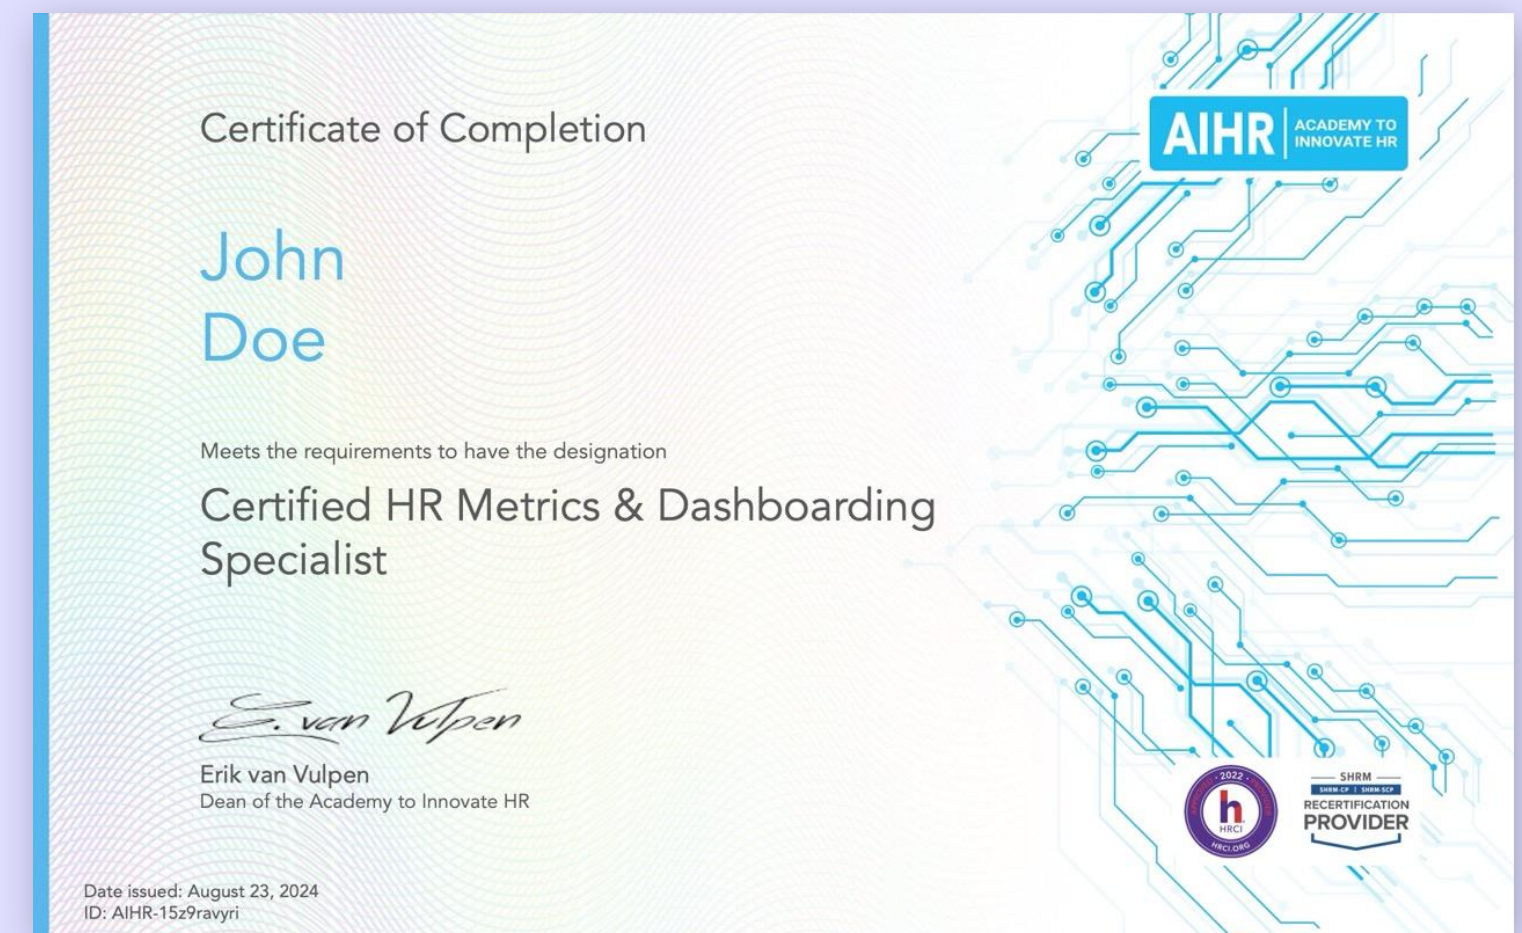 Certificate of Completion
AIHR
ACADEMY TO
INNOVATE HR
John
Doe
Meets the requirements to have the designation
Certified HR Metrics & Dashboarding
Specialist
E. van Vulpen
Erik van Vulpen
Dean of the Academy to Innovate HR
· 2022 ·
APPROVED PROVIDER
h
HRCI
HRCI.ORG
SHRM
SHRM-CP | SHRM-SCP
RECERTIFICATION
PROVIDER
Date issued: August 23, 2024
ID: AIHR-15z9ravyri